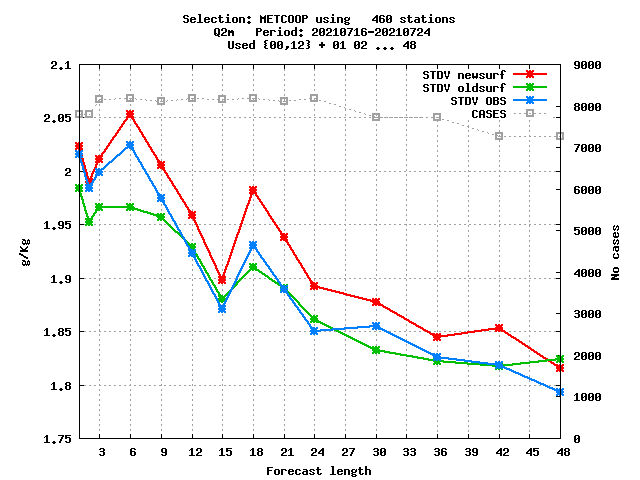 Selection: METCOOP using   460 stations
Q2m   Period: 20210716-20210724
Used {00,12} + 01 02 ... 48
STDV newsurf
STDV oldsurf
STDV OBS
CASES
2.1
2.05
2
1.95
1.9
1.85
1.8
1.75
g/Kg
9000
8000
7000
6000
5000
4000
3000
2000
1000
0
No cases
3 6 9 12 15 18 21 24 27 30 33 36 39 42 45 48
Forecast length